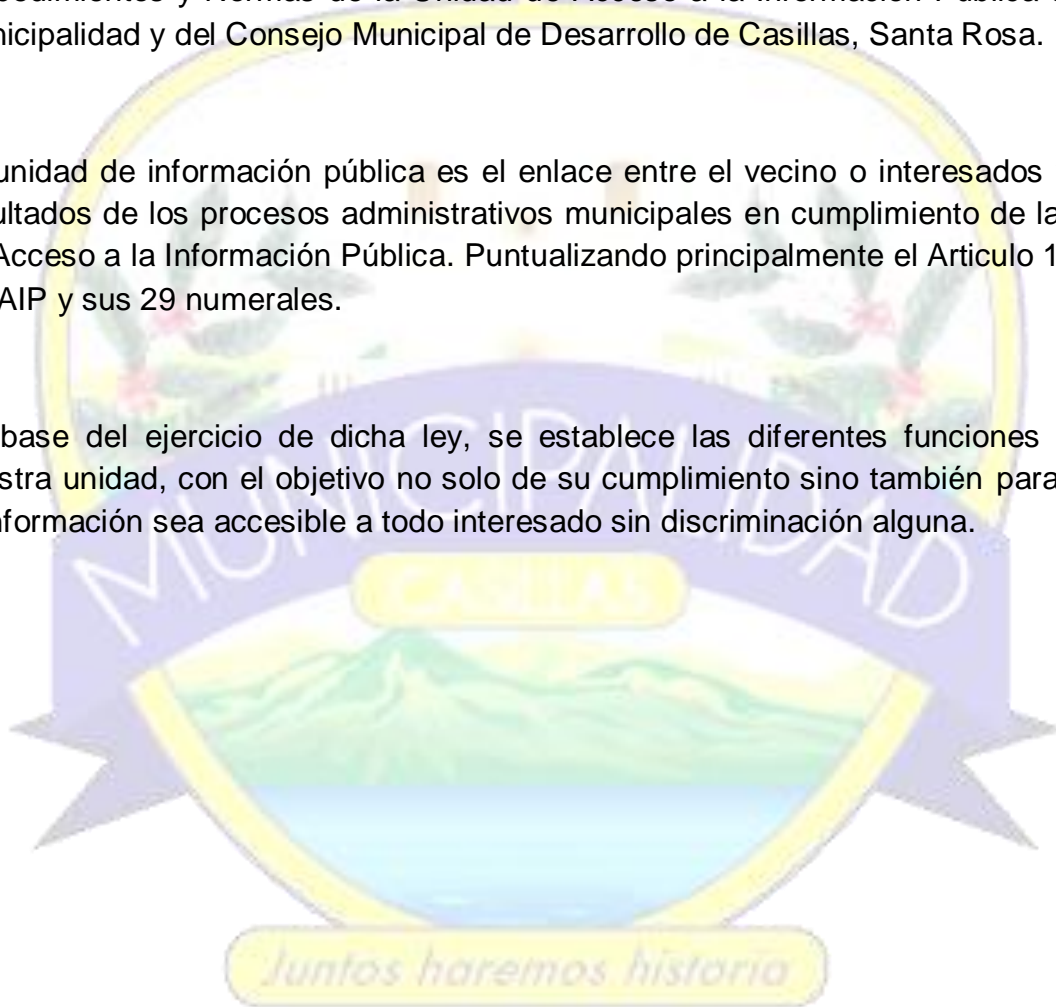 edimientos y Normas de la Unidad de Acceso a la Información Pública
nicipalidad y del Consejo Municipal de Desarrollo de Casillas, Santa Rosa.
unidad de información pública es el enlace entre el vecino o interesados
ultados de los procesos administrativos municipales en cumplimiento de la
Acceso a la Información Pública. Puntualizando principalmente el Articulo 1
AIP y sus 29 numerales.
base del ejercicio de dicha ley, se establece las diferentes funciones
stra unidad, con el objetivo no solo de su cumplimiento sino también para
nformación sea accesible a todo interesado sin discriminación alguna.
MUNICIPALIDAD
CASILLAS
Juntos haremos historia